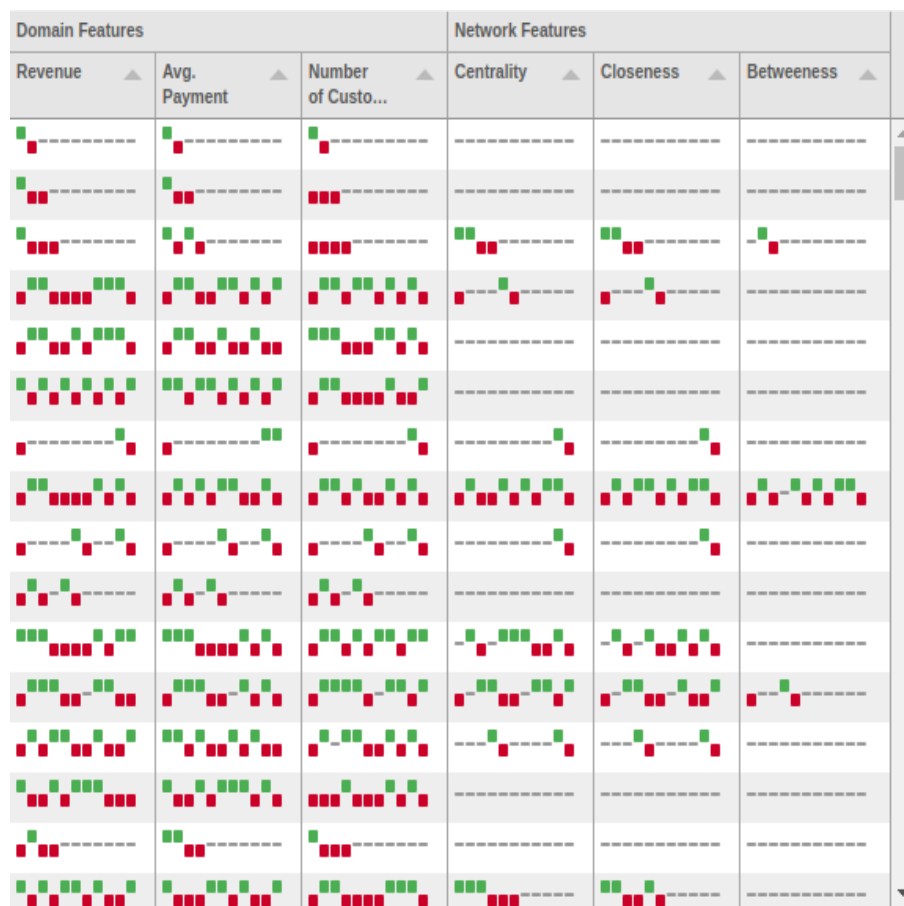 Domain Features
Network Features
Revenue
Avg.
Payment
Number
of Custo...
Centrality
Closeness
Betweeness